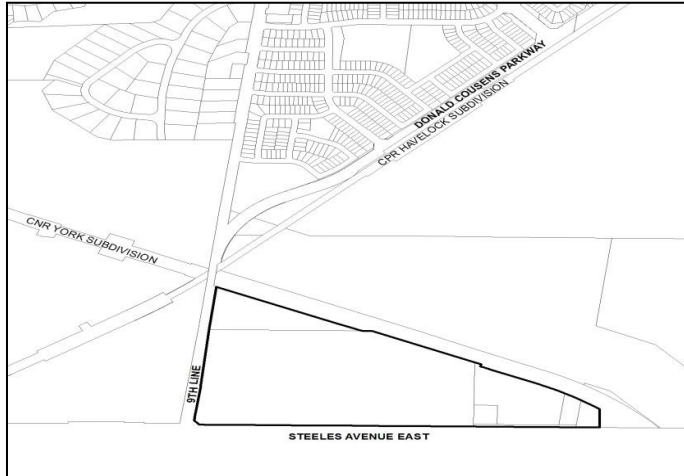 DONALD COUSENS PARKWAY
CPR HAVELOCK SUBDIVISION
CNR YORK SUBDIVISION
9TH LINE
STEELES AVENUE EAST